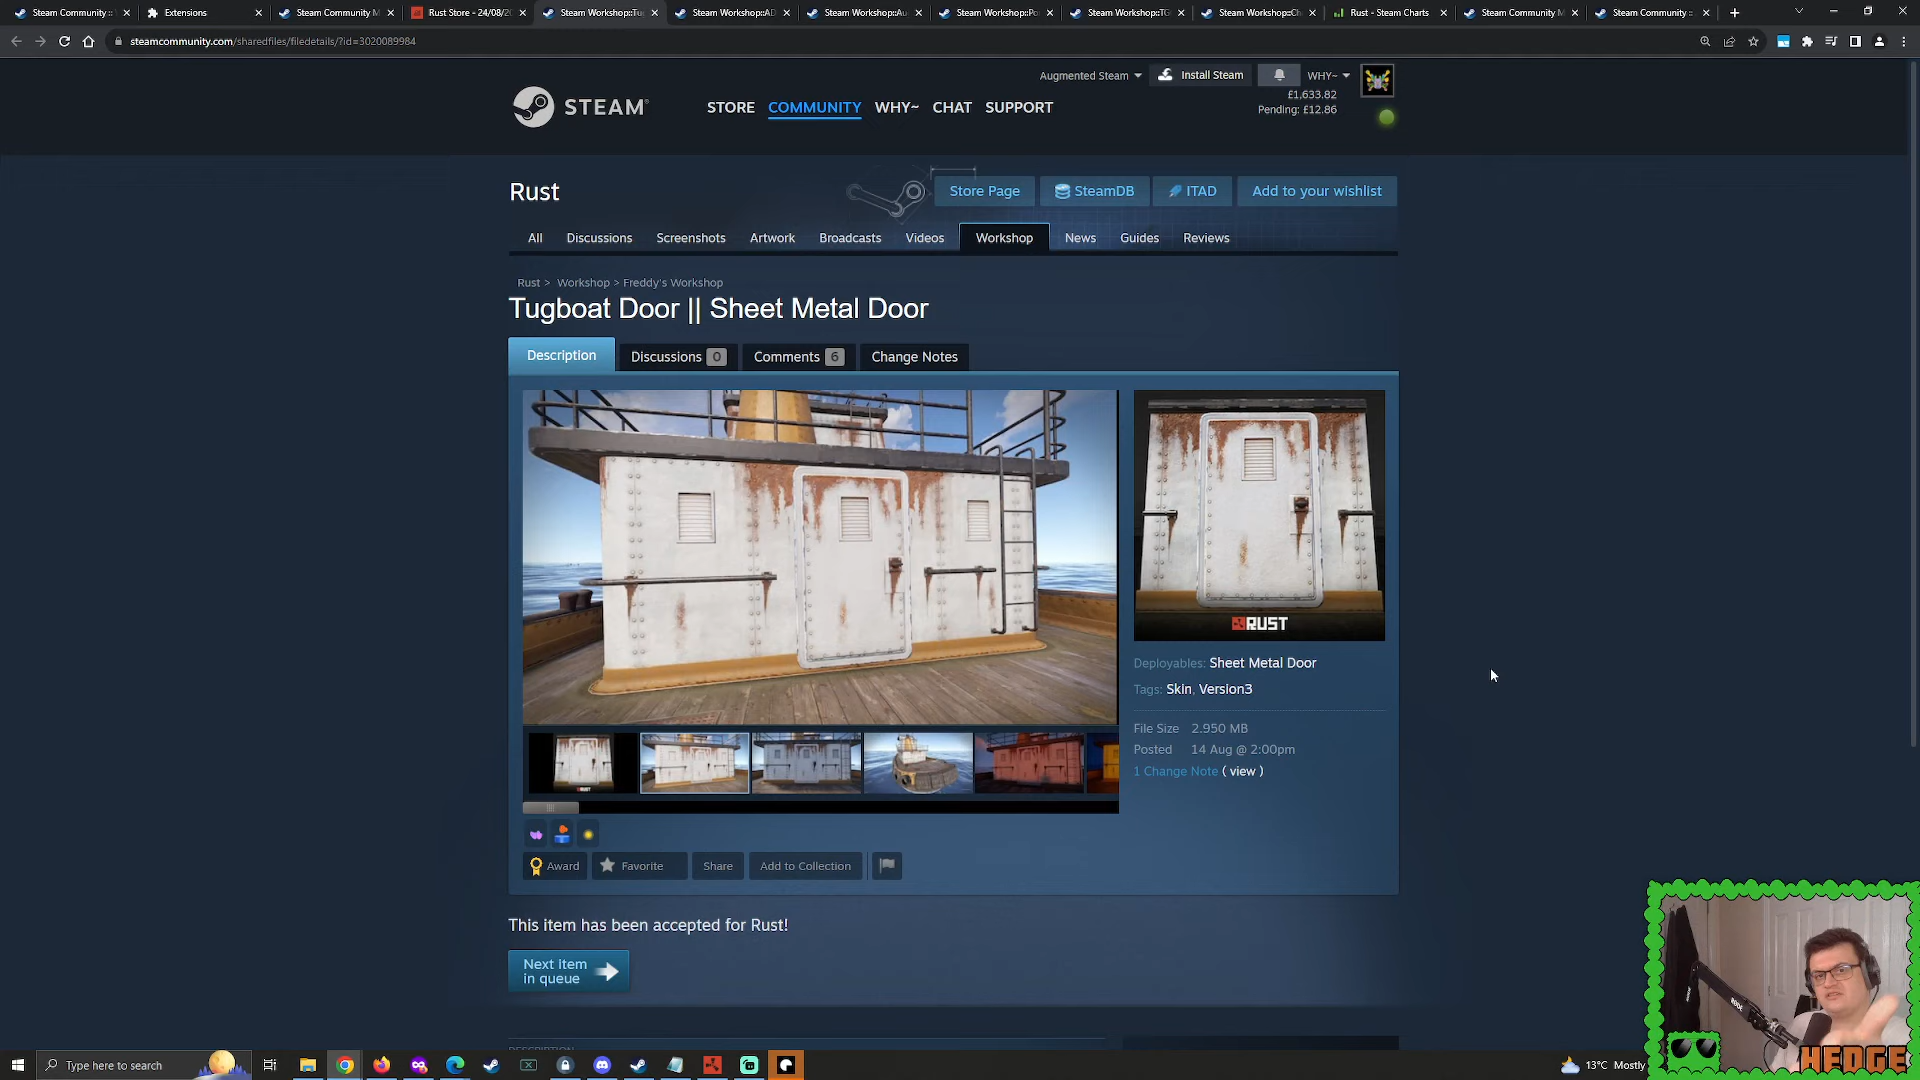 Steam Community ::
Extensions
Steam Community M
Rust Store - 24/08/20
Steam Workshop::Tug
Steam Workshop::AD
Steam Workshop::Au
Steam Workshop::Por
Steam Workshop::TG
Steam Workshop::Ch
Rust - Steam Charts
Steam Community M
Steam Community ::
steamcommunity.com/sharedfiles/filedetails/?id=3020089984
Augmented Steam
Install Steam
WHY~
£1,633.82
Pending: £12.86
STEAM
STORE
COMMUNITY
WHY~
CHAT
SUPPORT
Rust
Store Page
SteamDB
ITAD
Add to your wishlist
All
Discussions
Screenshots
Artwork
Broadcasts
Videos
Workshop
News
Guides
Reviews
Rust > Workshop > Freddy's Workshop
Tugboat Door || Sheet Metal Door
Description
Discussions 0
Comments 6
Change Notes
RUST
Deployables: Sheet Metal Door
Tags: Skin, Version3
File Size 2.950 MB
Posted 14 Aug @ 2:00pm
1 Change Note ( view )
Award
Favorite
Share
Add to Collection
This item has been accepted for Rust!
Next item
in queue
Type here to search
13°C Mostly
HEDGE